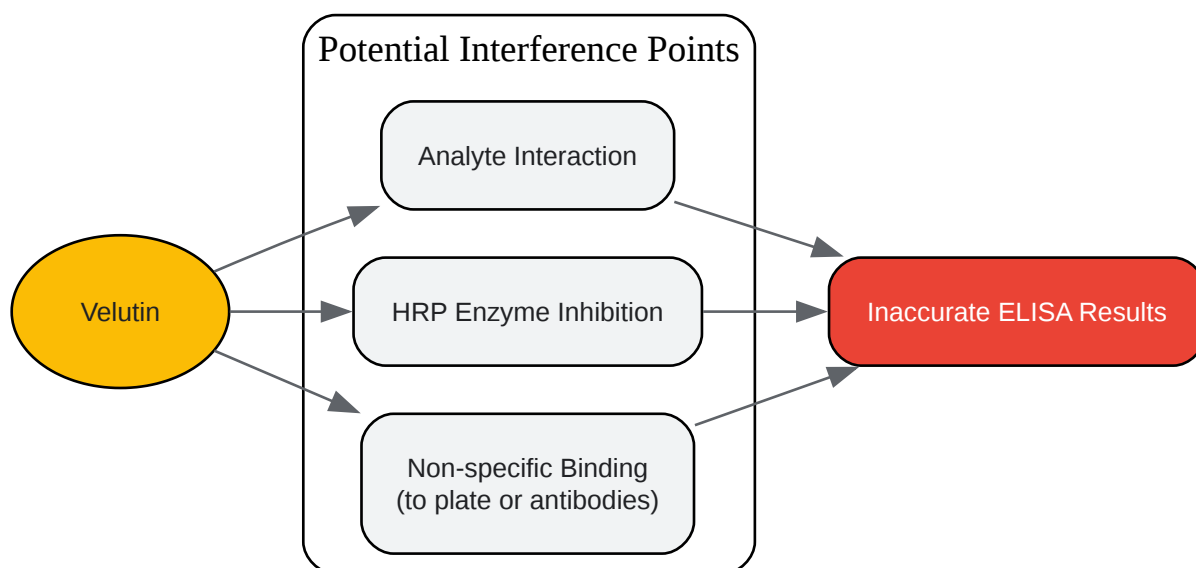 Potential Interference Points
Analyte Interaction
Velutin
HRP Enzyme Inhibition
Inaccurate ELISA Results
Non-specific Binding
(to plate or antibodies)